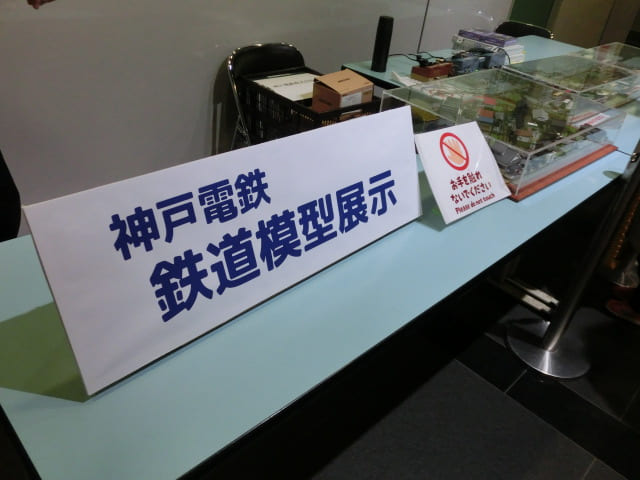 神戸電鉄
鉄道模型展示
お手を触れ
ないでください
Please do not touch